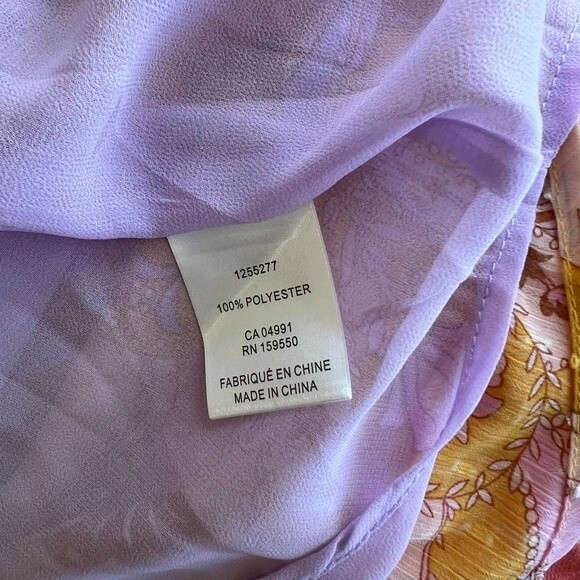 1255277
100% POLYESTER
CA 04991
RN 159550
FABRIQUÉ EN CHINE
MADE IN CHINA